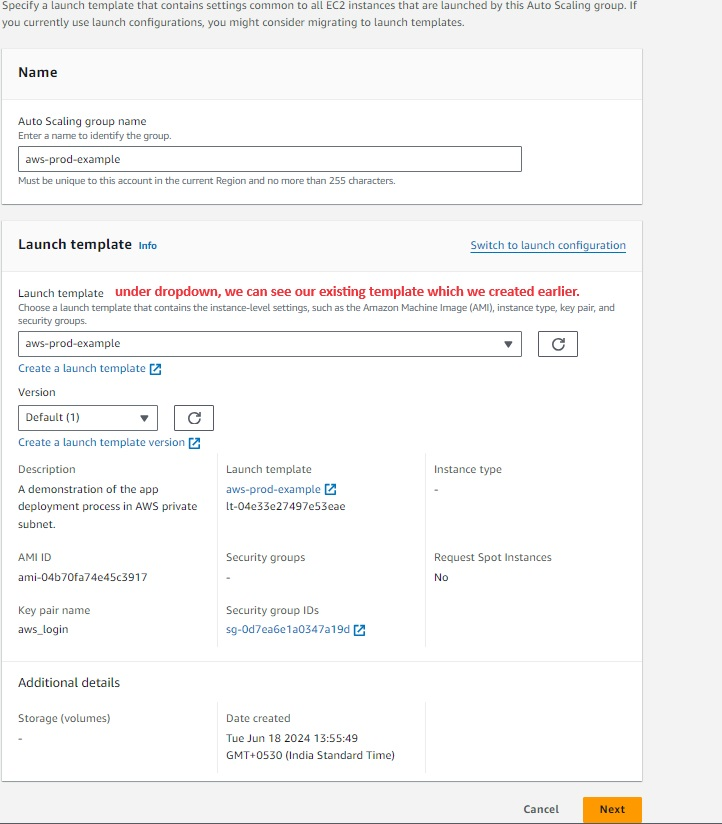 Specify a launch template that contains settings common to all EC2 instances that are launched by this Auto Scaling group. If
you currently use launch configurations, you might consider migrating to launch templates.
Name
Auto Scaling group name
Enter a name to identify the group.
aws-prod-example
Must be unique to this account in the current Region and no more than 255 characters.
Launch template Info
Switch to launch configuration
Launch template under dropdown, we can see our existing template which we created earlier.
Choose a launch template that contains the instance-level settings, such as the Amazon Machine Image (AMI), instance type, key pair, and
security groups.
aws-prod-example
Create a launch template
Version
Default (1)
Create a launch template version
Description
A demonstration of the app
deployment process in AWS private
subnet.
Launch template
aws-prod-example
lt-04e33e27497e53eae
Instance type
-
AMI ID
ami-04b70fa74e45c3917
Security groups
-
Request Spot Instances
No
Key pair name
aws_login
Security group IDs
sg-0d7ea6e1a0347a19d
Additional details
Storage (volumes)
-
Date created
Tue Jun 18 2024 13:55:49
GMT+0530 (India Standard Time)
Cancel
Next